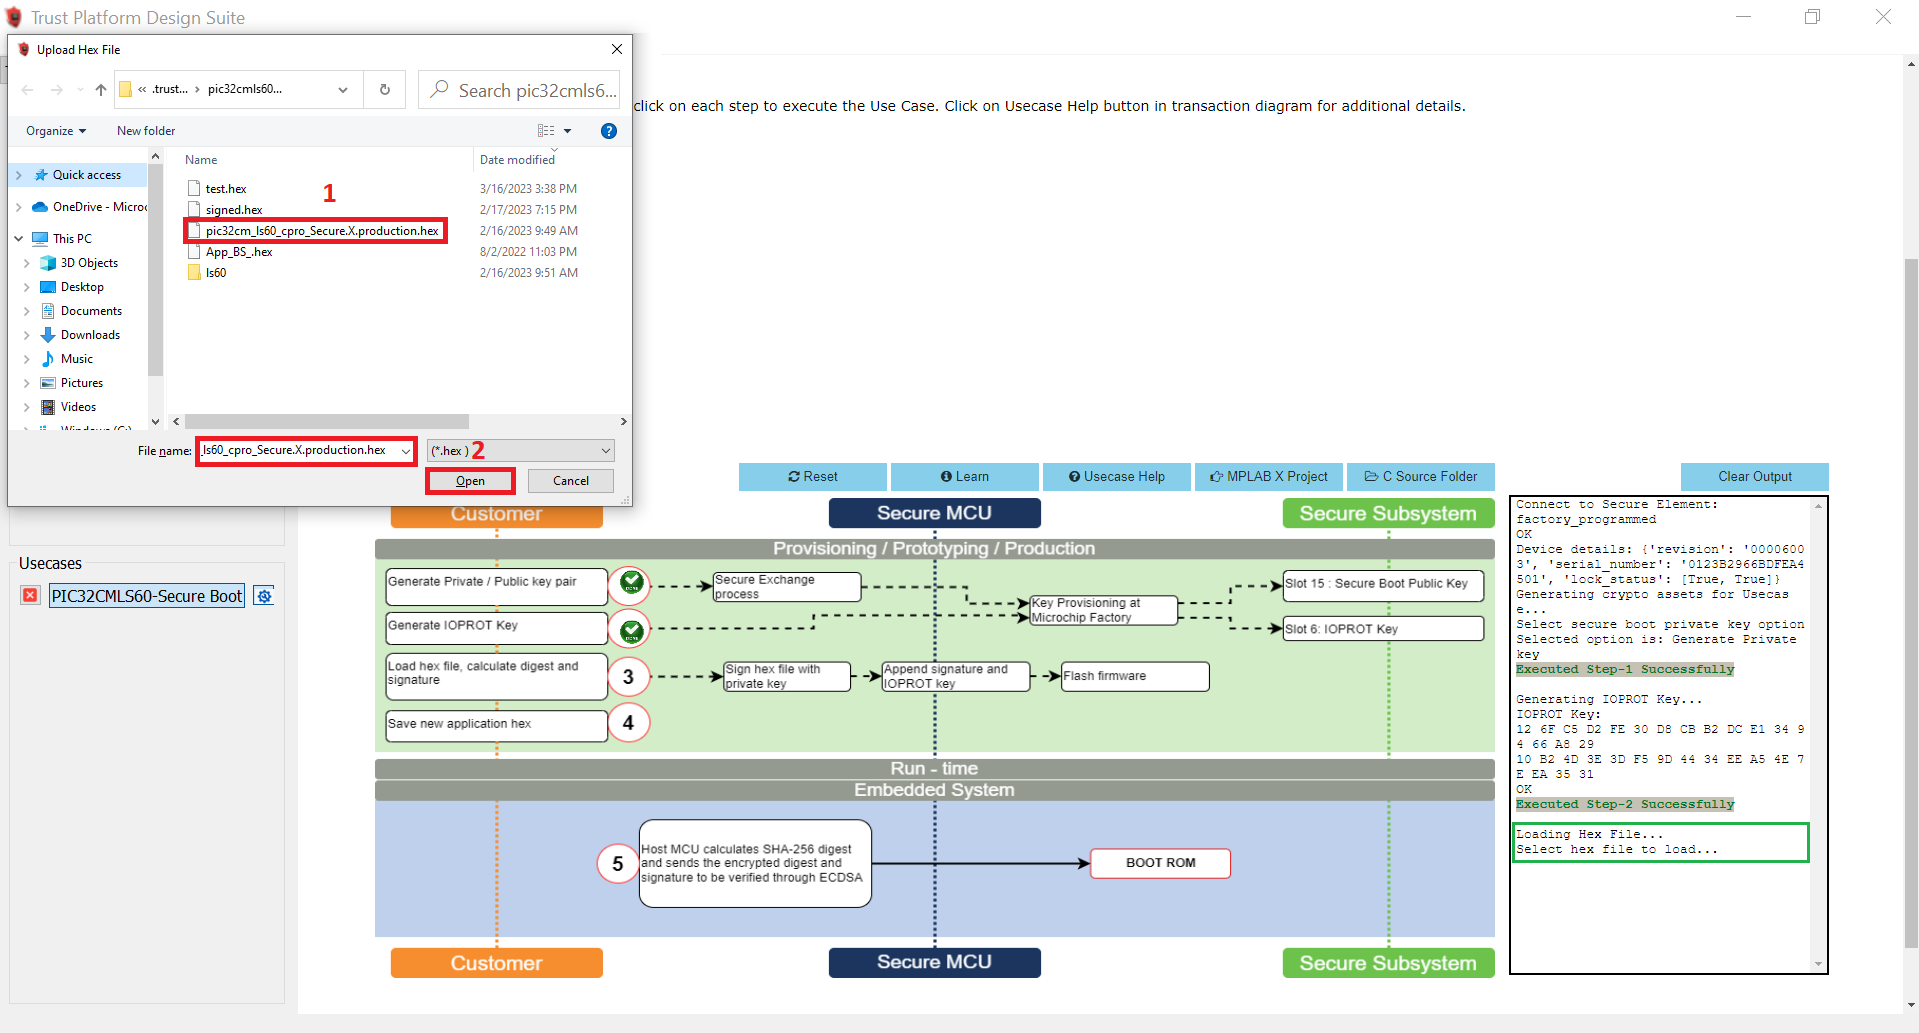 Trust Platform Design Suite
Upload Hex File
« .trust... › pic32cmls60...
Search pic32cmls6...
click on each step to execute the Use Case. Click on Usecase Help button in transaction diagram for additional details.
Organize
New folder
?
Name
Date modified
1
test.hex
3/16/2023 3:38 PM
signed.hex
2/17/2023 7:15 PM
pic32cm_ls60_cpro_Secure.X.production.hex
2/16/2023 9:49 AM
App_BS_.hex
8/2/2022 11:03 PM
ls60
2/16/2023 9:51 AM
Quick access
OneDrive - Microc
This PC
3D Objects
Desktop
Documents
Downloads
Music
Pictures
Videos
File name:
_ls60_cpro_Secure.X.production.hex
(*.hex )
2
Open
Cancel
Reset
Learn
Usecase Help
MPLAB X Project
C Source Folder
Clear Output
Customer
Secure MCU
Secure Subsystem
Provisioning / Prototyping / Production
Generate Private / Public key pair
Secure Exchange
process
Slot 15 : Secure Boot Public Key
Key Provisioning at
Microchip Factory
Generate IOPROT Key
Slot 6: IOPROT Key
Load hex file, calculate digest and
signature
3
Sign hex file with
private key
Append signature and
IOPROT key
Flash firmware
Save new application hex
4
Run - time
Embedded System
5
Host MCU calculates SHA-256 digest
and sends the encrypted digest and
signature to be verified through ECDSA
BOOT ROM
Customer
Secure MCU
Secure Subsystem
Usecases
PIC32CMLS60-Secure Boot
Connect to Secure Element:
factory_programmed
OK
Device details: {'revision': '0000600
3', 'serial_number': '0123B2966BDFEA4
501', 'lock_status': [True, True]}
Generating crypto assets for Usecas
e...
Select secure boot private key option
Selected option is: Generate Private
key
Executed Step-1 Successfully
Generating IOPROT Key...
IOPROT Key:
12 6F C5 D2 FE 30 D8 CB B2 DC E1 34 9
4 66 A8 29
10 B2 4D 3E 3D F5 9D 44 34 EE A5 4E 7
E EA 35 31
OK
Executed Step-2 Successfully
Loading Hex File...
Select hex file to load...